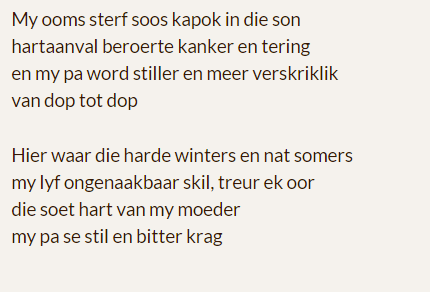 My ooms sterf soos kapok in die son
hartaanval beroerte kanker en tering
en my pa word stiller en meer verskriklik
van dop tot dop

Hier waar die harde winters en nat somers
my lyf ongenaakbaar skil, treur ek oor
die soet hart van my moeder
my pa se stil en bitter krag